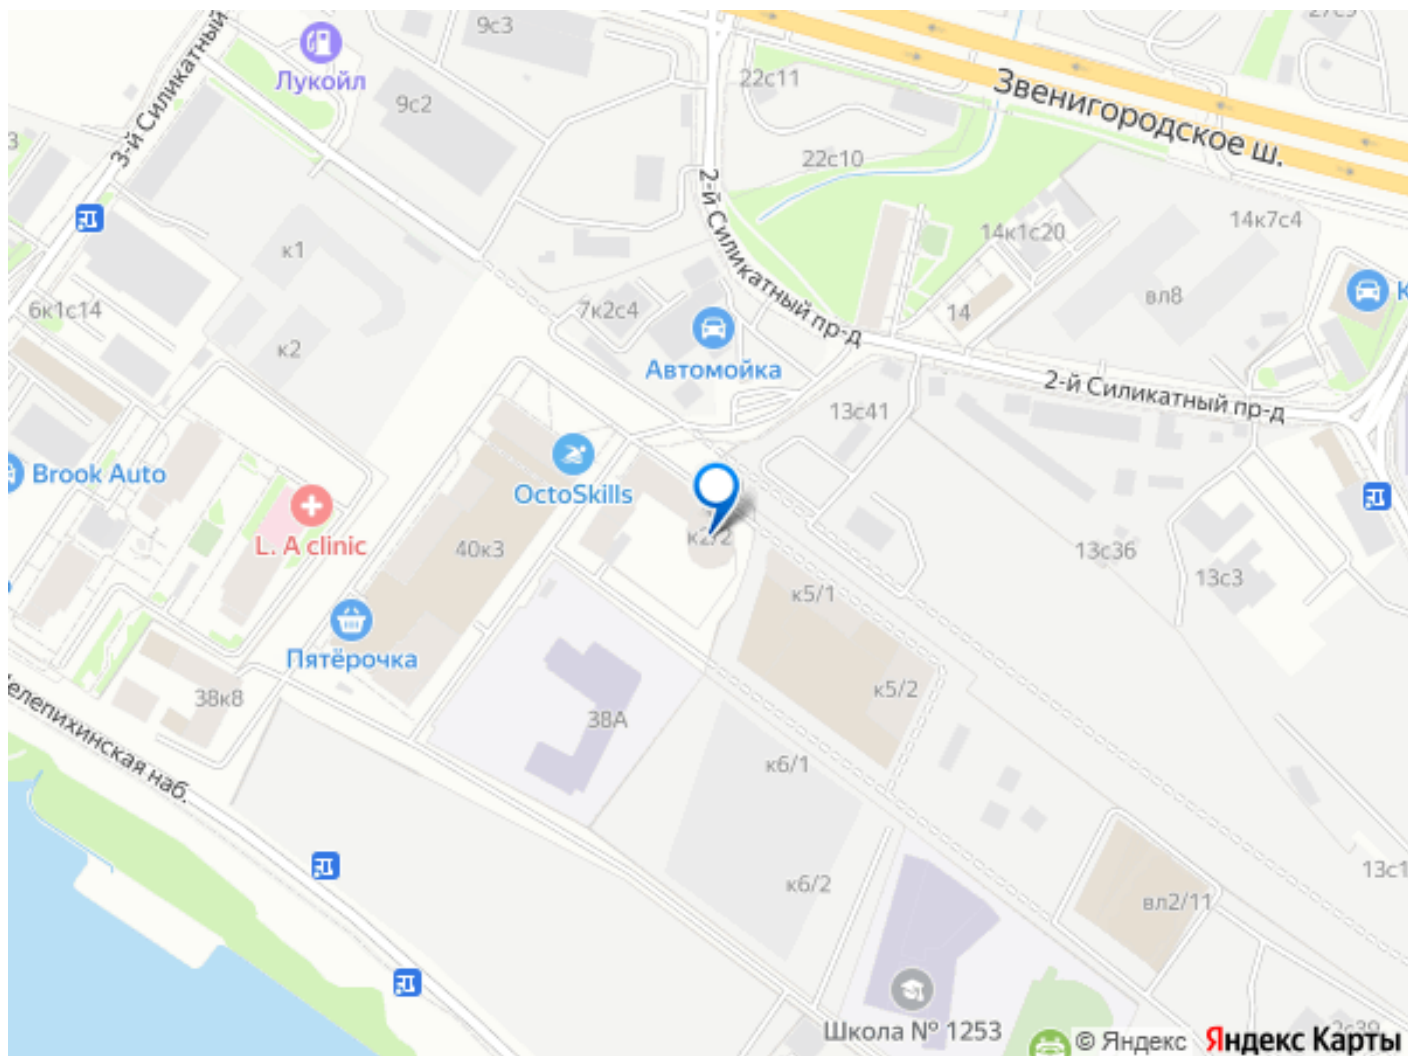 9с3
Лукойл
22с11
9с2
3-й Силикатный
Звенигородское ш.
22с10
2-й Силикатный пр-д
14к1с20
14к7с4
к1
вл8
К
6к1с14
7к2с4
14
к2
Автомойка
2-й Силикатный пр-д
13с41
Brook Auto
OctoSkills
L. A clinic
40к3
к2/2
13с36
13с3
к5/1
Пятёрочка
38к8
к5/2
38А
к6/1
к6/2
13с1
вл2/11
Школа № 1253
© Яндекс
Яндекс Карты